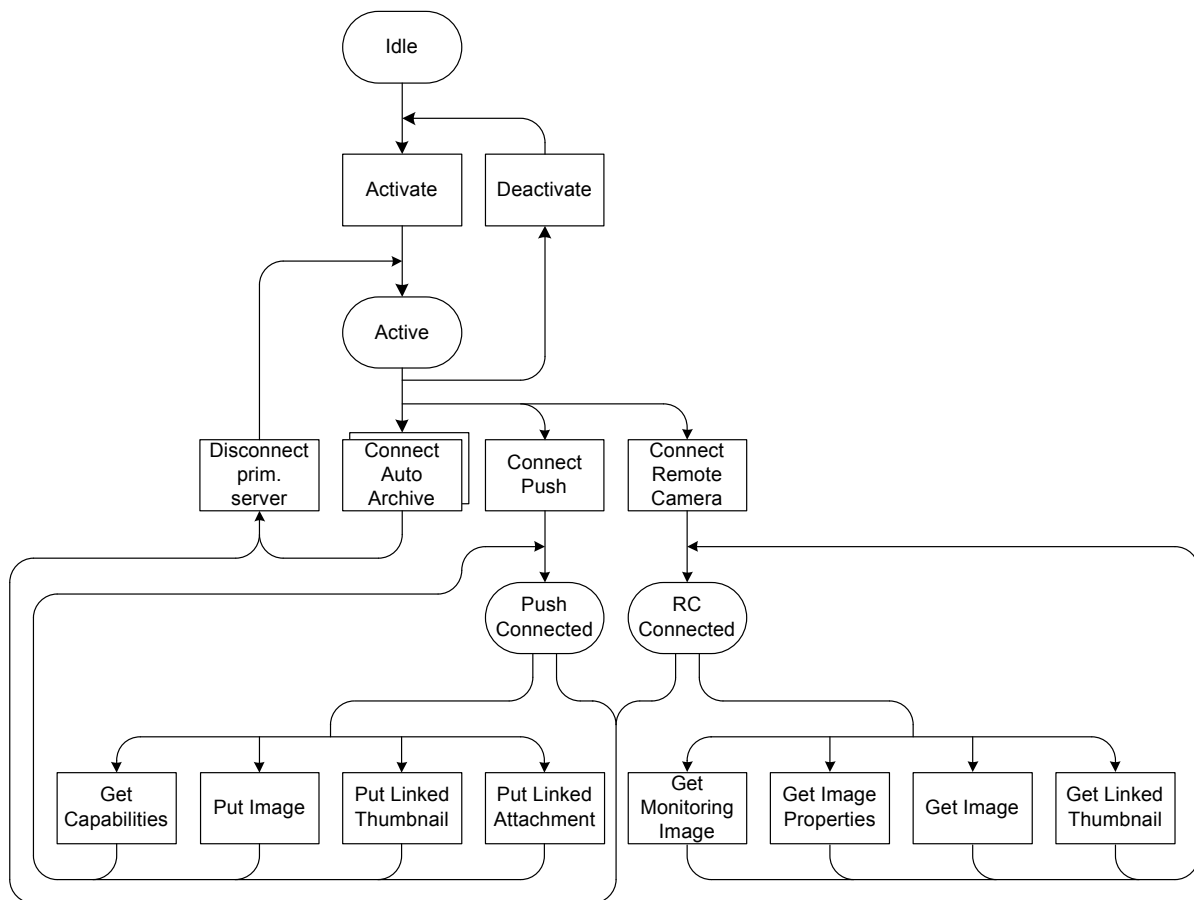 Idle
Activate
Deactivate
Active
Disconnect
prim.
server
Connect
Auto
Archive
Connect
Push
Connect
Remote
Camera
Push
Connected
RC
Connected
Get
Capabilities
Put Image
Put Linked
Thumbnail
Put Linked
Attachment
Get
Monitoring
Image
Get Image
Properties
Get Image
Get Linked
Thumbnail